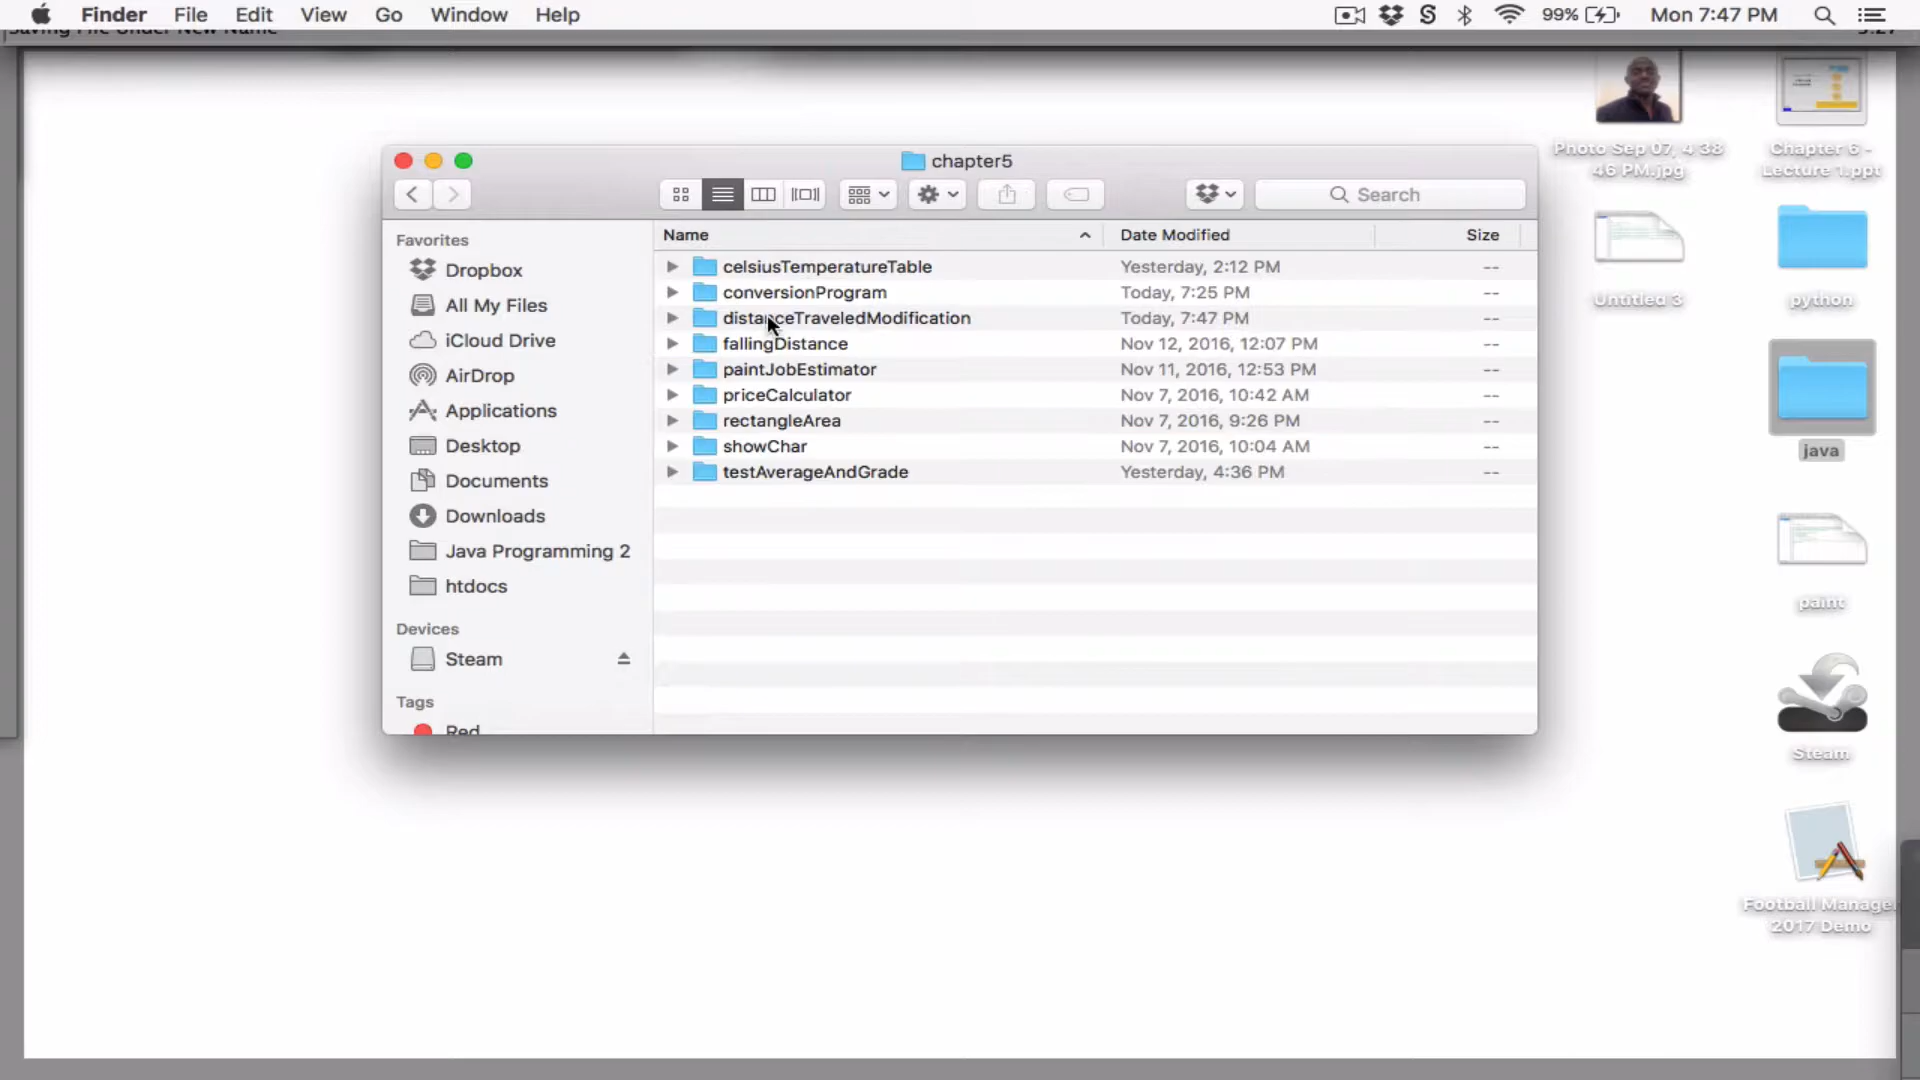 Finder File Edit View Go Window Help 99% Mon 7:47 PM
Saving File Under New Name
chapter5
Search
Name Date Modified Size
celsiusTemperatureTable Yesterday, 2:12 PM --
conversionProgram Today, 7:25 PM --
distanceTraveledModification Today, 7:47 PM --
fallingDistance Nov 12, 2016, 12:07 PM --
paintJobEstimator Nov 11, 2016, 12:53 PM --
priceCalculator Nov 7, 2016, 10:42 AM --
rectangleArea Nov 7, 2016, 9:26 PM --
showChar Nov 7, 2016, 10:04 AM --
testAverageAndGrade Yesterday, 4:36 PM --
Favorites
Dropbox
All My Files
iCloud Drive
AirDrop
Applications
Desktop
Documents
Downloads
Java Programming 2
htdocs
Devices
Steam
Tags
Red
Photo Sep 07, 4 38
46 PM.jpg
Chapter 6 -
Lecture 1.ppt
Untitled 3
python
java
paint
Steam
Football Manager
2017 Demo